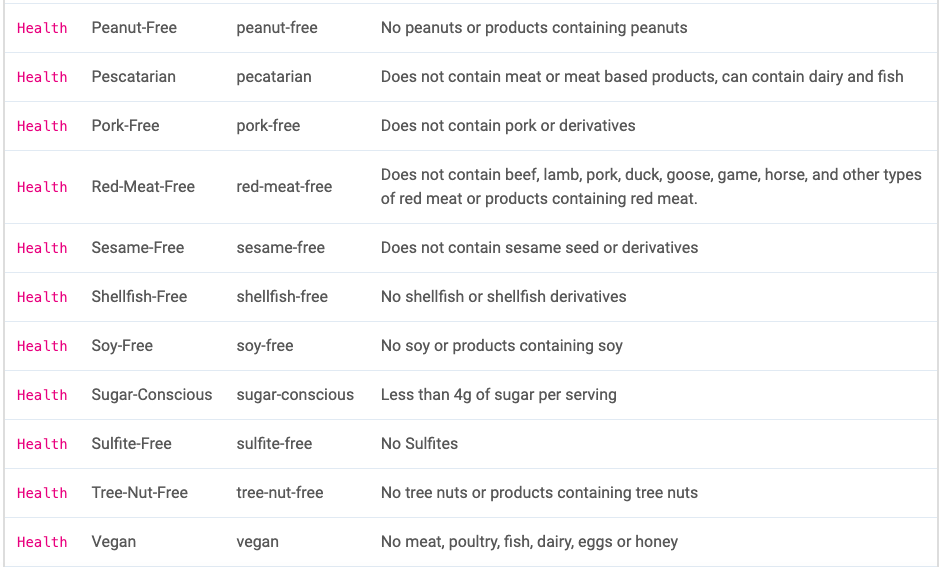 Health Peanut-Free peanut-free No peanuts or products containing peanuts
Health Pescatarian pecatarian Does not contain meat or meat based products, can contain dairy and fish
Health Pork-Free pork-free Does not contain pork or derivatives
Health Red-Meat-Free red-meat-free Does not contain beef, lamb, pork, duck, goose, game, horse, and other types
of red meat or products containing red meat.
Health Sesame-Free sesame-free Does not contain sesame seed or derivatives
Health Shellfish-Free shellfish-free No shellfish or shellfish derivatives
Health Soy-Free soy-free No soy or products containing soy
Health Sugar-Conscious sugar-conscious Less than 4g of sugar per serving
Health Sulfite-Free sulfite-free No Sulfites
Health Tree-Nut-Free tree-nut-free No tree nuts or products containing tree nuts
Health Vegan vegan No meat, poultry, fish, dairy, eggs or honey